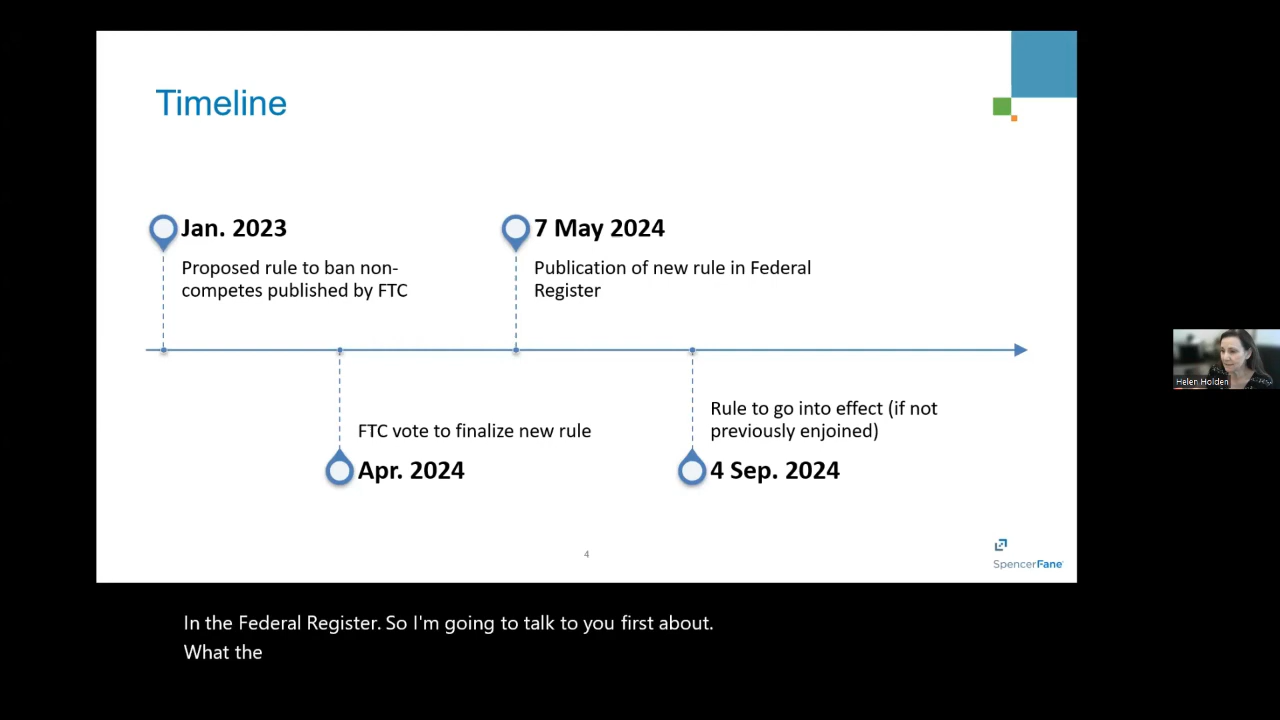 Timeline
Jan. 2023
Proposed rule to ban non-
competes published by FTC
7 May 2024
Publication of new rule in Federal
Register
FTC vote to finalize new rule
Apr. 2024
Rule to go into effect (if not
previously enjoined)
4 Sep. 2024
4
SpencerFane
Helen Holden
In the Federal Register. So I'm going to talk to you first about.
What the